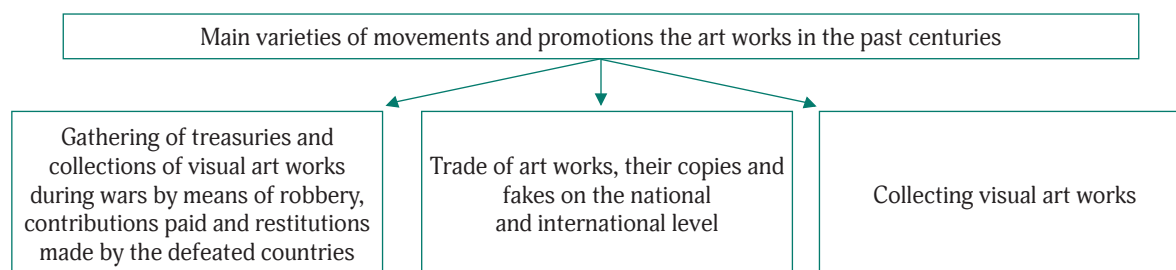 Main varieties of movements and promotions the art works in the past centuries
Gathering of treasuries and
collections of visual art works
during wars by means of robbery,
contributions paid and restitutions
made by the defeated countries
Trade of art works, their copies and
fakes on the national
and international level
Collecting visual art works